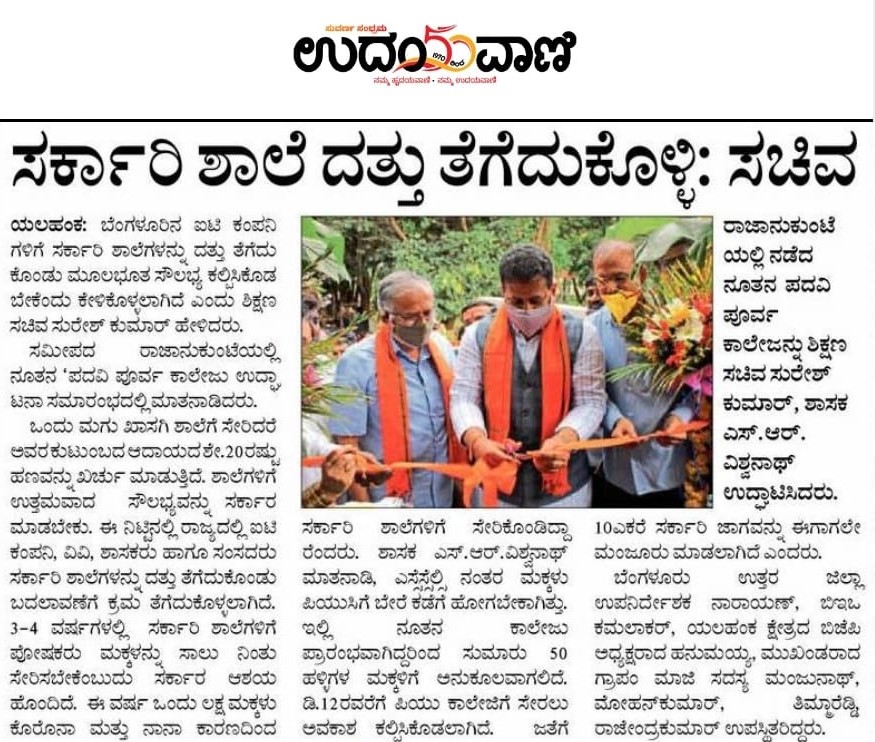 ಸುವರ್ಣ ಸಂಭ್ರಮ
ಉದಯವಾಣಿ
50
1970 ರಿಂದ
ನಮ್ಮ ಹೃದಯವಾಣಿ • ನಮ್ಮ ಉದಯವಾಣಿ
ಸರ್ಕಾರಿ ಶಾಲೆ ದತ್ತು ತೆಗೆದುಕೊಳ್ಳಿ: ಸಚಿವ
ಯಲಹಂಕ: ಬೆಂಗಳೂರಿನ ಐಟಿ ಕಂಪನಿ
ಗಳಿಗೆ ಸರ್ಕಾರಿ ಶಾಲೆಗಳನ್ನು ದತ್ತು ತೆಗೆದು
ಕೊಂಡು ಮೂಲಭೂತ ಸೌಲಭ್ಯ ಕಲ್ಪಿಸಿಕೊಡ
ಬೇಕೆಂದು ಕೇಳಿಕೊಳ್ಳಲಾಗಿದೆ ಎಂದು ಶಿಕ್ಷಣ
ಸಚಿವ ಸುರೇಶ್ ಕುಮಾರ್ ಹೇಳಿದರು.
ಸಮೀಪದ ರಾಜಾನುಕುಂಟೆಯಲ್ಲಿ
ನೂತನ 'ಪದವಿ ಪೂರ್ವ ಕಾಲೇಜು ಉದ್ಘಾ
ಟನಾ ಸಮಾರಂಭದಲ್ಲಿ ಮಾತನಾಡಿದರು.
ಒಂದು ಮಗು ಖಾಸಗಿ ಶಾಲೆಗೆ ಸೇರಿದರೆ
ಅವರ ಕುಟುಂಬದ ಆದಾಯದ ಶೇ.20ರಷ್ಟು
ಹಣವನ್ನು ಖರ್ಚು ಮಾಡುತ್ತಿದೆ. ಶಾಲೆಗಳಿಗೆ
ಉತ್ತಮವಾದ ಸೌಲಭ್ಯವನ್ನು ಸರ್ಕಾರ
ಮಾಡಬೇಕು. ಈ ನಿಟ್ಟಿನಲ್ಲಿ ರಾಜ್ಯದಲ್ಲಿ ಐಟಿ
ಕಂಪನಿ, ವಿವಿ, ಶಾಸಕರು ಹಾಗೂ ಸಂಸದರು
ಸರ್ಕಾರಿ ಶಾಲೆಗಳನ್ನು ದತ್ತು ತೆಗೆದುಕೊಂಡು
ಬದಲಾವಣೆಗೆ ಕ್ರಮ ತೆಗೆದುಕೊಳ್ಳಲಾಗಿದೆ.
3-4 ವರ್ಷಗಳಲ್ಲಿ ಸರ್ಕಾರಿ ಶಾಲೆಗಳಿಗೆ
ಪೋಷಕರು ಮಕ್ಕಳನ್ನು ಸಾಲು ನಿಂತು
ಸೇರಿಸಬೇಕೆಂಬುದು ಸರ್ಕಾರ ಆಶಯ
ಹೊಂದಿದೆ. ಈ ವರ್ಷ ಒಂದು ಲಕ್ಷ ಮಕ್ಕಳು
ಕೊರೊನಾ ಮತ್ತು ನಾನಾ ಕಾರಣದಿಂದ
ಸರ್ಕಾರಿ ಶಾಲೆಗಳಿಗೆ ಸೇರಿಕೊಂಡಿದ್ದಾ
ರೆಂದರು. ಶಾಸಕ ಎಸ್.ಆರ್.ವಿಶ್ವನಾಥ್
ಮಾತನಾಡಿ, ಎಸ್ಸೆಸ್ಸೆಲ್ಸಿ ನಂತರ ಮಕ್ಕಳು
ಪಿಯುಸಿಗೆ ಬೇರೆ ಕಡೆಗೆ ಹೋಗಬೇಕಾಗಿತ್ತು.
ಇಲ್ಲಿ ನೂತನ ಕಾಲೇಜು
ಪ್ರಾರಂಭವಾಗಿದ್ದರಿಂದ ಸುಮಾರು 50
ಹಳ್ಳಿಗಳ ಮಕ್ಕಳಿಗೆ ಅನುಕೂಲವಾಗಲಿದೆ.
ಡಿ.12ರವರೆಗೆ ಪಿಯು ಕಾಲೇಜಿಗೆ ಸೇರಲು
ಅವಕಾಶ ಕಲ್ಪಿಸಿಕೊಡಲಾಗಿದೆ. ಜತೆಗೆ
ರಾಜಾನುಕುಂಟೆ
ಯಲ್ಲಿ ನಡೆದ
ನೂತನ ಪದವಿ
ಪೂರ್ವ
ಕಾಲೇಜನ್ನು ಶಿಕ್ಷಣ
ಸಚಿವ ಸುರೇಶ್
ಕುಮಾರ್, ಶಾಸಕ
ಎಸ್.ಆರ್.
ವಿಶ್ವನಾಥ್
ಉದ್ಘಾಟಿಸಿದರು.
10ಎಕರೆ ಸರ್ಕಾರಿ ಜಾಗವನ್ನು ಈಗಾಗಲೇ
ಮಂಜೂರು ಮಾಡಲಾಗಿದೆ ಎಂದರು.
ಬೆಂಗಳೂರು ಉತ್ತರ ಜಿಲ್ಲಾ
ಉಪನಿರ್ದೇಶಕ ನಾರಾಯಣ್, ಬಿಇಒ
ಕಮಲಾಕರ್, ಯಲಹಂಕ ಕ್ಷೇತ್ರದ ಬಿಜೆಪಿ
ಅಧ್ಯಕ್ಷರಾದ ಹನುಮಯ್ಯ, ಮುಖಂಡರಾದ
ಗ್ರಾಪಂ ಮಾಜಿ ಸದಸ್ಯ ಮಂಜುನಾಥ್,
ಮೋಹನ್‌ಕುಮಾರ್, ತಿಮ್ಮಾರೆಡ್ಡಿ,
ರಾಜೇಂದ್ರಕುಮಾರ್ ಉಪಸ್ಥಿತರಿದ್ದರು.